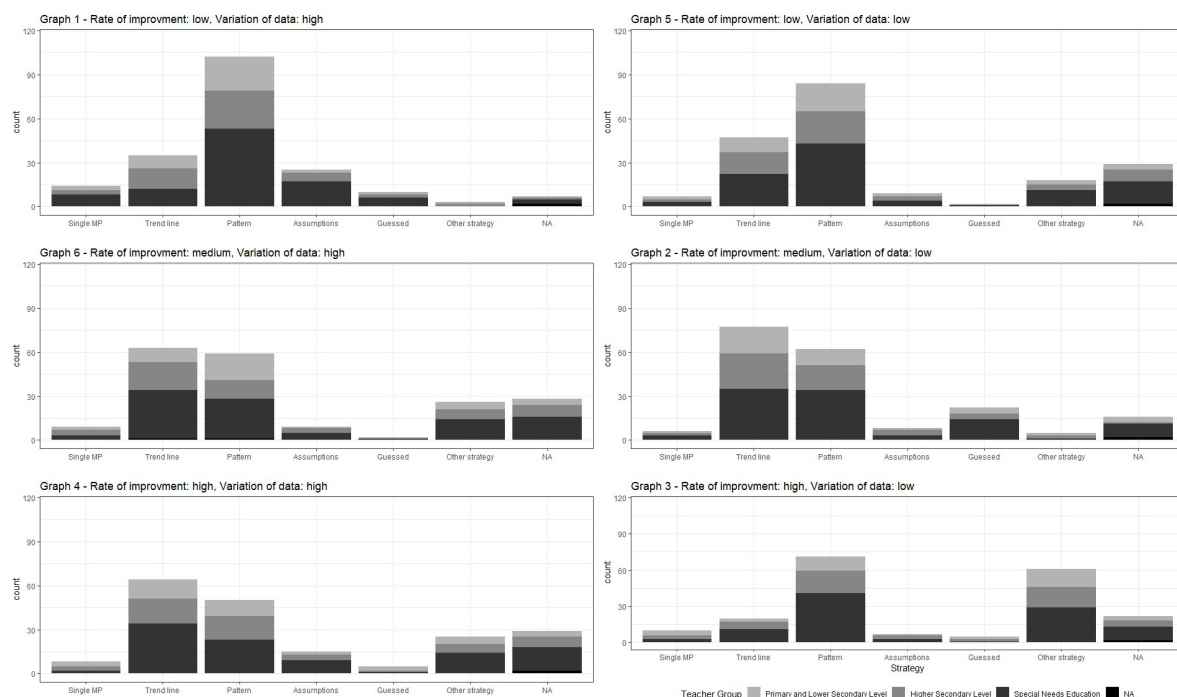 Graph 1 - Rate of improvment: low, Variation of data: high
120
90
60
30
0
count
Single MP Trend line Pattern Assumptions Guessed Other strategy NA
Graph 5 - Rate of improvment: low, Variation of data: low
120
90
60
30
0
count
Single MP Trend line Pattern Assumptions Guessed Other strategy NA
Graph 6 - Rate of improvment: medium, Variation of data: high
120
90
60
30
0
count
Single MP Trend line Pattern Assumptions Guessed Other strategy NA
Graph 2 - Rate of improvment: medium, Variation of data: low
120
90
60
30
0
count
Single MP Trend line Pattern Assumptions Guessed Other strategy NA
Graph 4 - Rate of improvment: high, Variation of data: high
120
90
60
30
0
count
Single MP Trend line Pattern Assumptions Guessed Other strategy NA
Graph 3 - Rate of improvment: high, Variation of data: low
120
90
60
30
0
count
Single MP Trend line Pattern Assumptions Guessed Other strategy NA
Strategy
Teacher Group Primary and Lower Secondary Level Higher Secondary Level Special Needs Education NA